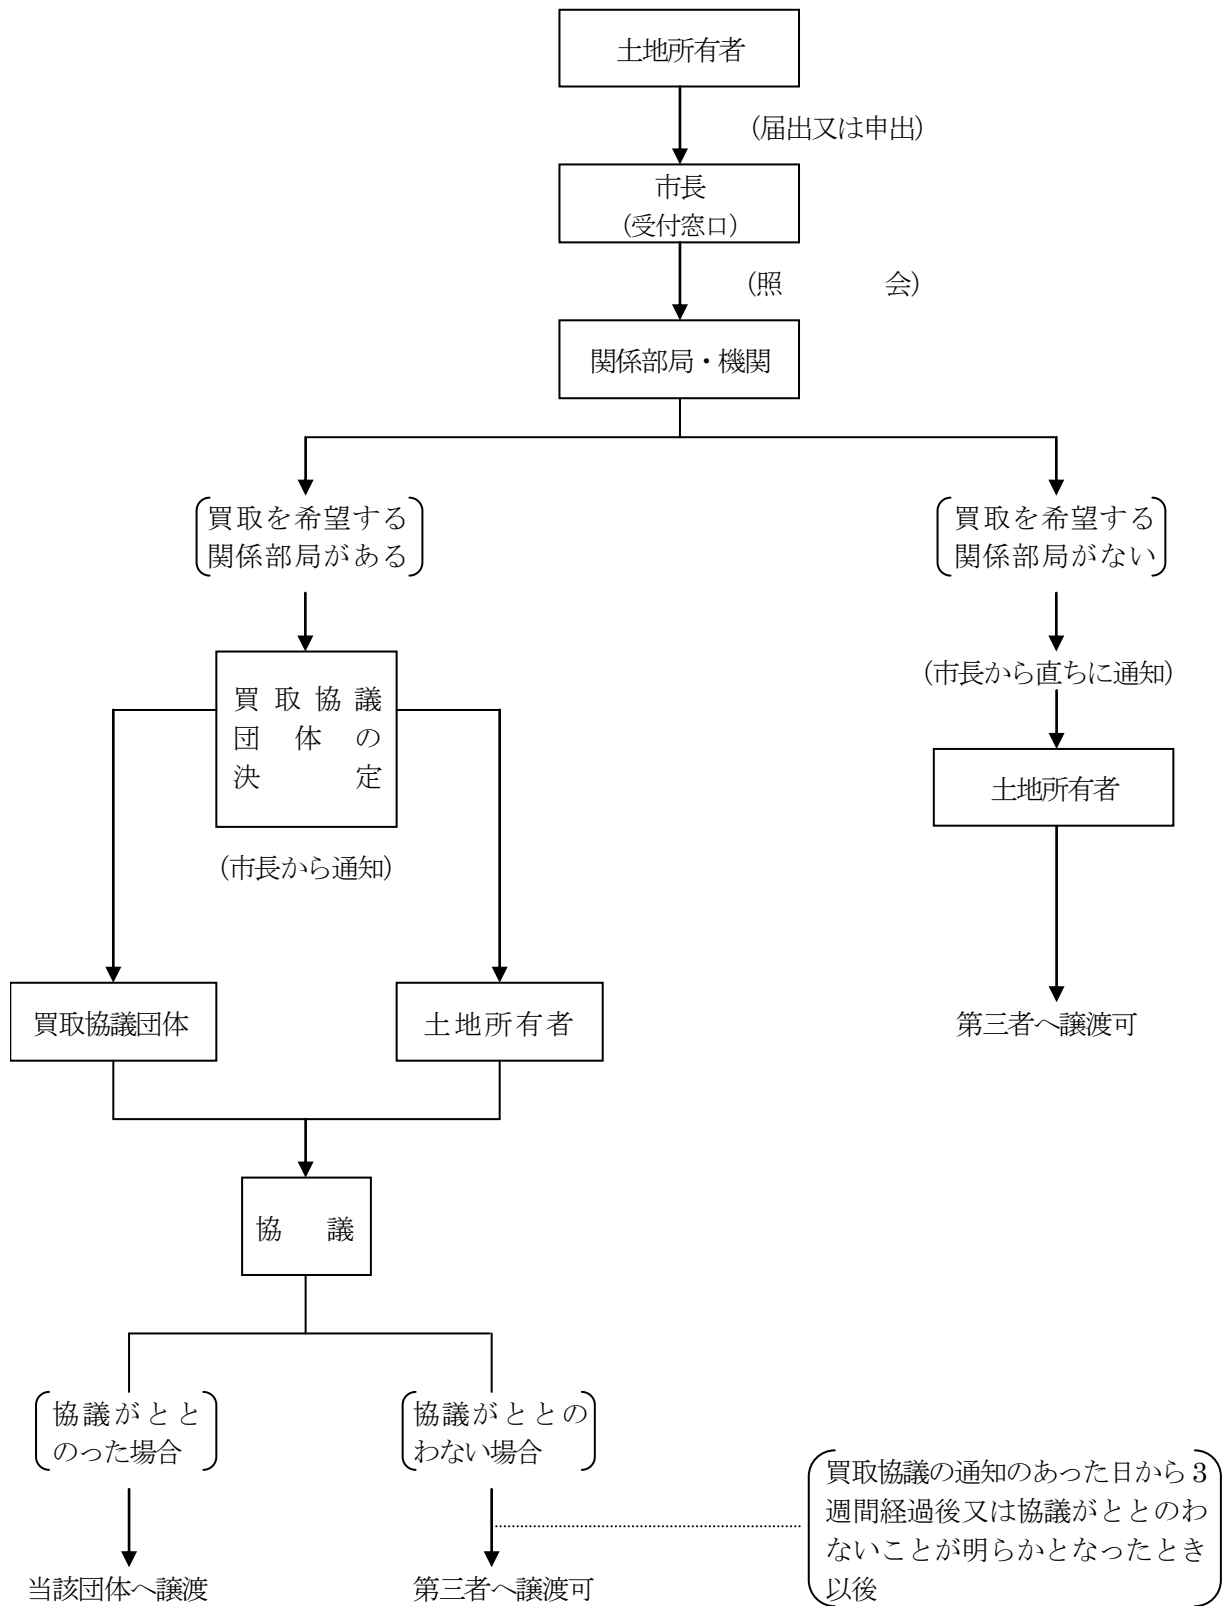 土地所有者
(届出又は申出)
市長
(受付窓口)
(照　　　会)
関係部局・機関
買取を希望する
関係部局がある
買取を希望する
関係部局がない
(市長から直ちに通知)
土地所有者
第三者へ譲渡可
買取協議
団体の
決定
(市長から通知)
買取協議団体
土地所有者
協　議
協議がとと
のった場合
協議がととの
わない場合
買取協議の通知のあった日から3
週間経過後又は協議がととのわ
ないことが明らかとなったとき
以後
当該団体へ譲渡
第三者へ譲渡可